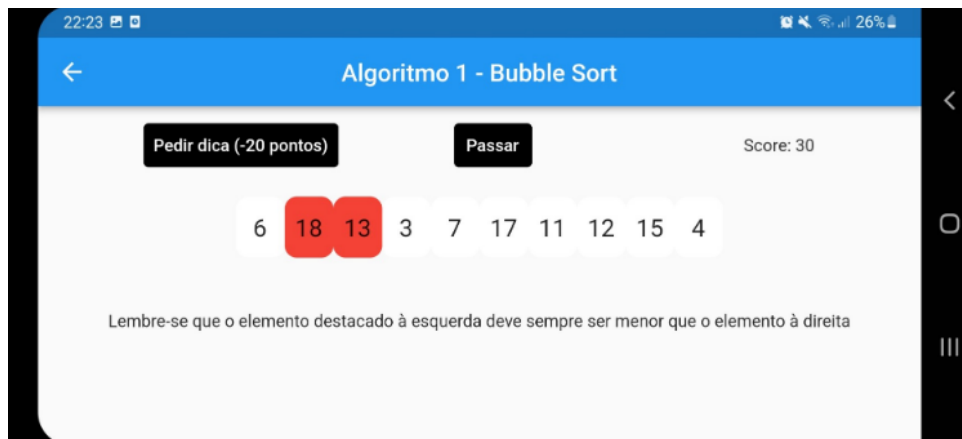 22:23 26%
Algoritmo 1 - Bubble Sort
Pedir dica (-20 pontos) Passar Score: 30
6 18 13 3 7 17 11 12 15 4
Lembre-se que o elemento destacado à esquerda deve sempre ser menor que o elemento à direita